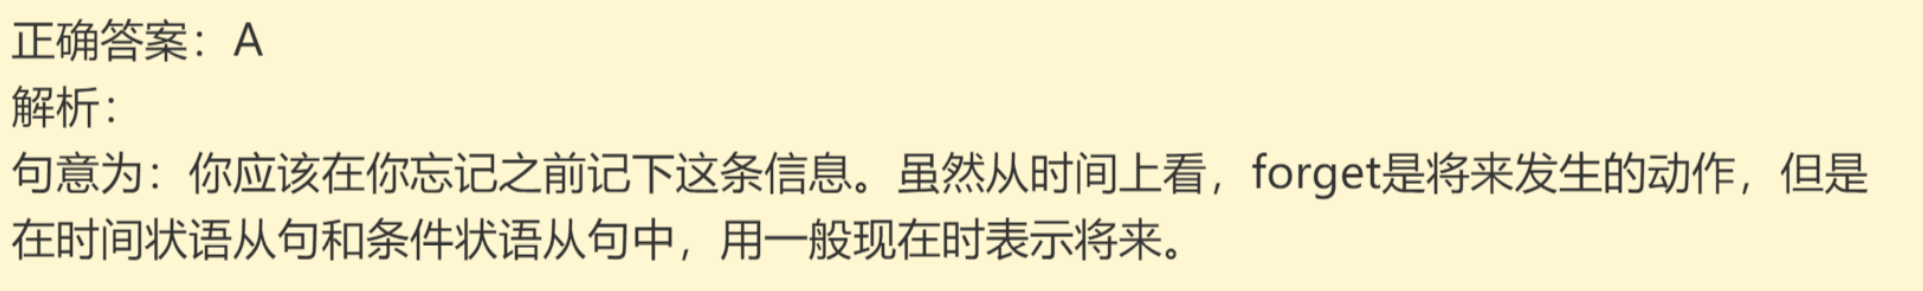 正确答案：A
解析：
句意为：你应该在你忘记之前记下这条信息。虽然从时间上看，forget是将来发生的动作，但是
在时间状语从句和条件状语从句中，用一般现在时表示将来。